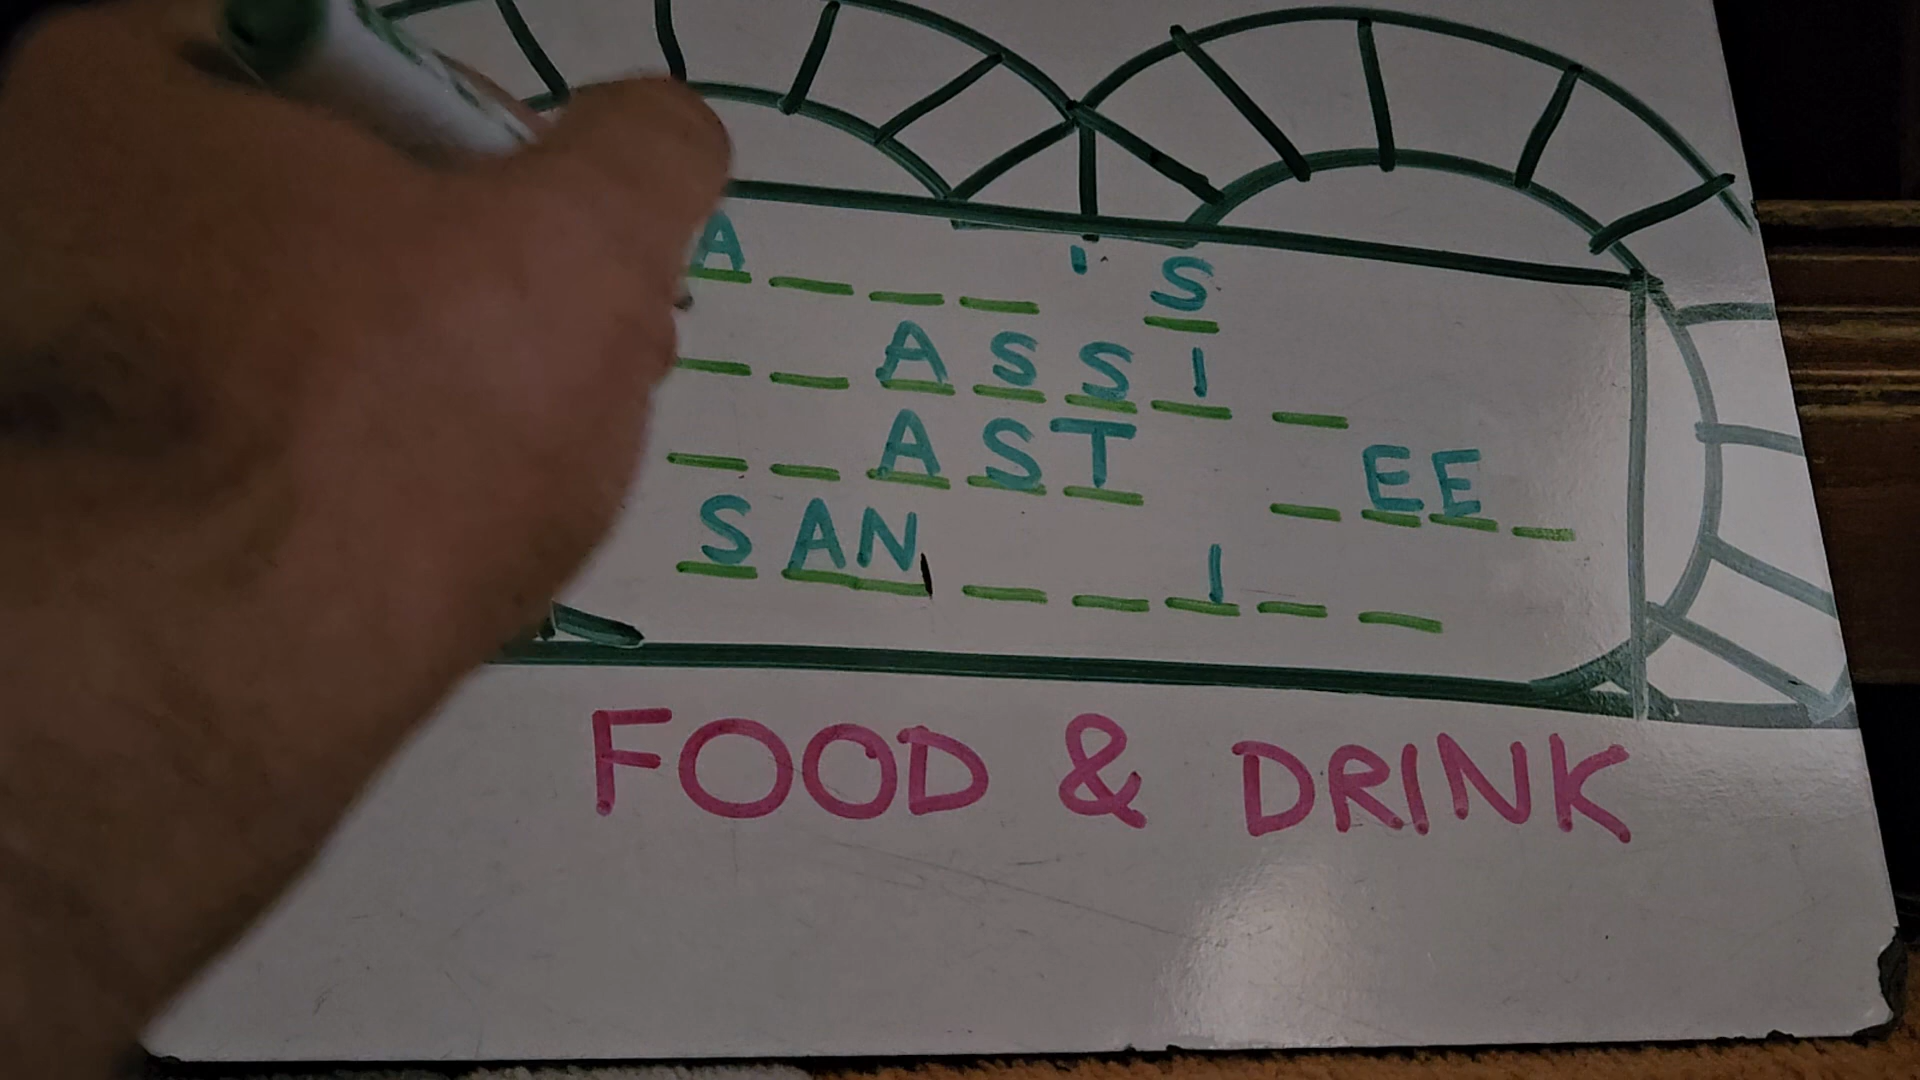 A _ _ _ ' S
_ _ A S S I _
_ _ A S T _ E E _
S A N _ _ I _ _
FOOD & DRINK